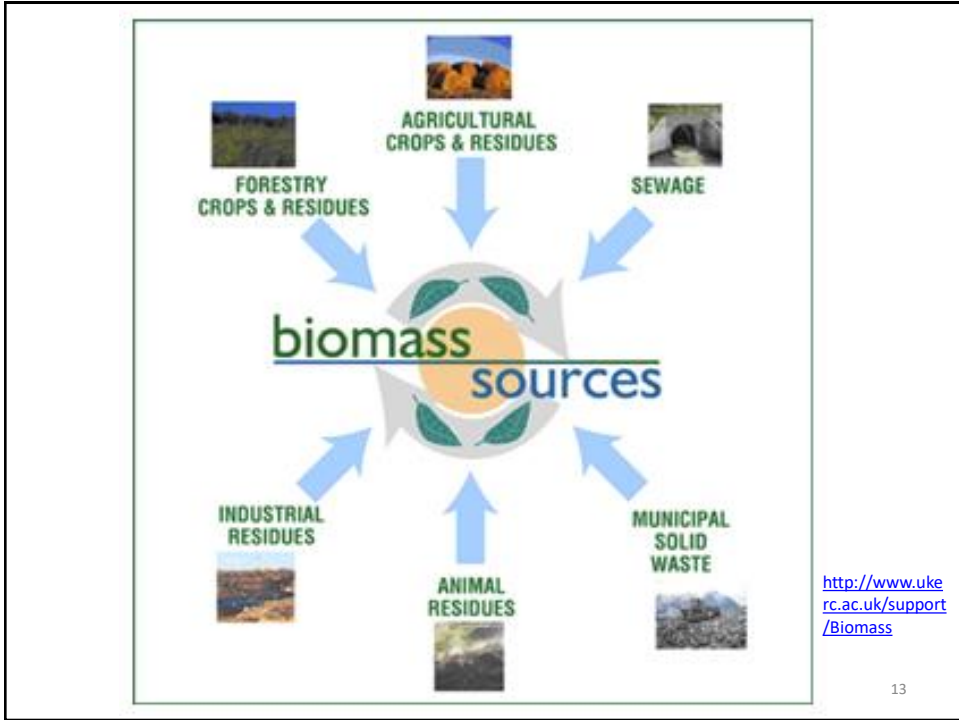 AGRICULTURAL
CROPS & RESIDUES
FORESTRY
CROPS & RESIDUES
SEWAGE
biomass
sources
INDUSTRIAL
RESIDUES
ANIMAL
RESIDUES
MUNICIPAL
SOLID
WASTE
http://www.uke
rc.ac.uk/support
/Biomass
13